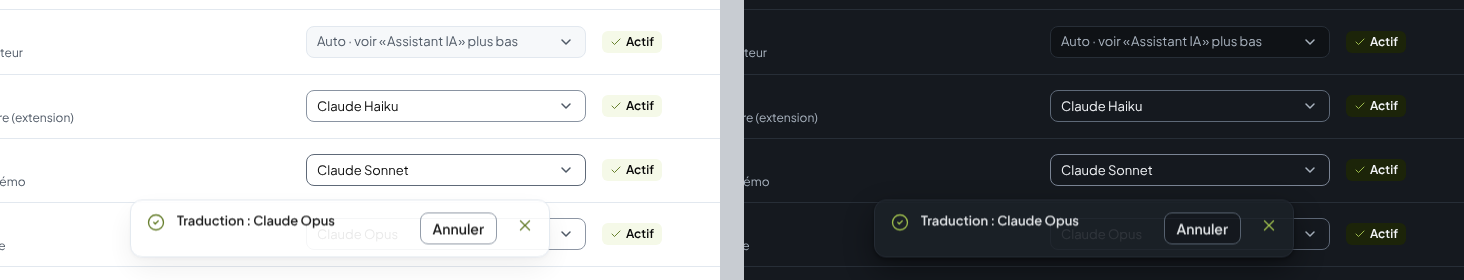 Auto · voir «Assistant IA» plus bas
Actif
teur
Claude Haiku
Actif
re (extension)
Claude Sonnet
Actif
émo
Traduction : Claude Opus
Claude Opus
Annuler
Actif
e
Auto · voir «Assistant IA» plus bas
Actif
teur
Claude Haiku
Actif
re (extension)
Claude Sonnet
Actif
émo
Traduction : Claude Opus
Claude Opus
Annuler
Actif
e